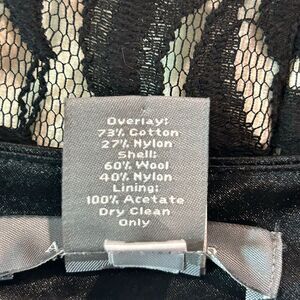 Overlay:
73% Cotton
27% Nylon
Shell:
60% Wool
40% Nylon
Lining:
100% Acetate
Dry Clean
Only
A